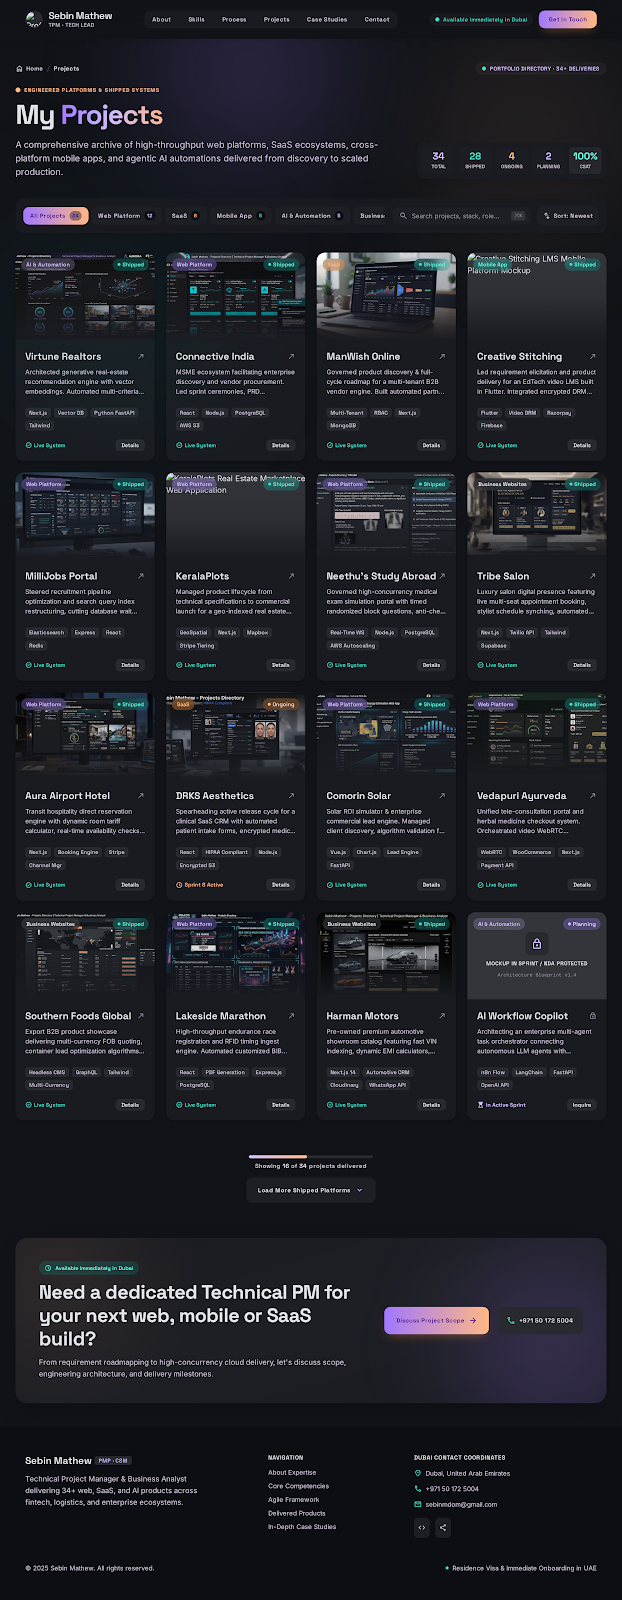 Sebin Mathew
TPM · TECH LEAD
About
Skills
Process
Projects
Case Studies
Contact
Available Immediately in Dubai
Get in Touch
Home / Projects
PORTFOLIO DIRECTORY · 34+ DELIVERIES
ENGINEERED PLATFORMS & SHIPPED SYSTEMS
My Projects
A comprehensive archive of high-throughput web platforms, SaaS ecosystems, cross-
platform mobile apps, and agentic AI automations delivered from discovery to scaled
production.
34
TOTAL
28
SHIPPED
4
ONGOING
2
PLANNING
100%
CSAT
All Projects 34
Web Platform 12
SaaS 8
Mobile App 6
AI & Automation 5
Busines
Search projects, stack, role...
Sort: Newest
AI & Automation
Shipped
Virtune Realtors
Architected generative real-estate
recommendation engine with vector
embeddings. Automated multi-criteria...
Next.js
Vector DB
Python FastAPI
Tailwind
Live System
Details
Web Platform
Shipped
Connective India
MSME ecosystem facilitating enterprise
discovery and vendor procurement.
Led sprint ceremonies, PRD...
React
Node.js
PostgreSQL
AWS S3
Live System
Details
SaaS
Shipped
ManWish Online
Governed product discovery & full-
cycle roadmap for a multi-tenant B2B
vendor engine. Built automated partn...
Multi-Tenant
RBAC
Next.js
MongoDB
Live System
Details
Creative Stitching LMS Mobile
Platform Mockup
Mobile App
Shipped
Creative Stitching
Led requirement elicitation and product
delivery for an EdTech video LMS built
in Flutter. Integrated encrypted DRM...
Flutter
Video DRM
Razorpay
Firebase
Live System
Details
Web Platform
Shipped
MilliJobs Portal
Steered recruitment pipeline
optimization and search query index
restructuring, cutting database wait...
Elasticsearch
Express
React
Redis
Live System
Details
KeralaPlots Real Estate Marketplace
Web Application
Web Platform
Shipped
KeralaPlots
Managed product lifecycle from
technical specifications to commercial
launch for a geo-indexed real estate...
GeoSpatial
Next.js
Mapbox
Stripe Tiering
Live System
Details
Web Platform
Shipped
Neethu's Study Abroad
Governed high-concurrency medical
exam simulation portal with timed
randomized block questions, anti-che...
Real-Time WS
Node.js
PostgreSQL
AWS Autoscaling
Live System
Details
Business Websites
Shipped
Tribe Salon
Luxury salon digital presence featuring
live multi-seat appointment booking,
stylist schedule synching, automated...
Next.js
Twilio API
Tailwind
Supabase
Live System
Details
Web Platform
Shipped
Aura Airport Hotel
Transit hospitality direct reservation
engine with dynamic room tariff
calculator, real-time availability checks...
Next.js
Booking Engine
Stripe
Channel Mgr
Live System
Details
SaaS
Ongoing
DRKS Aesthetics
Spearheading active release cycle for a
clinical SaaS CRM with automated
patient intake forms, encrypted medic...
React
HIPAA Compliant
Node.js
Encrypted S3
Sprint 5 Active
Details
Web Platform
Shipped
Comorin Solar
Solar ROI simulator & enterprise
commercial lead engine. Managed
client discovery, algorithm validation f...
Vue.js
Chart.js
Lead Engine
FastAPI
Live System
Details
Web Platform
Shipped
Vedapuri Ayurveda
Unified tele-consultation portal and
herbal medicine checkout system.
Orchestrated video WebRTC...
WebRTC
WooCommerce
Next.js
Payment API
Live System
Details
Business Websites
Shipped
Southern Foods Global
Export B2B product showcase
delivering multi-currency FOB quoting,
container load optimization algorithms...
Headless CMS
GraphQL
Tailwind
Multi-Currency
Live System
Details
Web Platform
Shipped
Lakeside Marathon
High-throughput endurance race
registration and RFID timing ingest
engine. Automated customized BIB...
React
PDF Generation
Express.js
PostgreSQL
Live System
Details
Business Websites
Shipped
Harman Motors
Pre-owned premium automotive
showroom catalog featuring fast VIN
indexing, dynamic EMI calculators,...
Next.js 14
Automotive CRM
Cloudinary
WhatsApp API
Live System
Details
AI & Automation
Planning
MOCKUP IN SPRINT / NDA PROTECTED
Architecture Blueprint v1.4
AI Workflow Copilot
Architecting an enterprise multi-agent
task orchestrator connecting
autonomous LLM agents with...
n8n Flow
LangChain
FastAPI
OpenAI API
In Active Sprint
Inquire
Showing 16 of 34 projects delivered
Load More Shipped Platforms
Available Immediately in Dubai
Need a dedicated Technical PM for
your next web, mobile or SaaS
build?
From requirement roadmapping to high-concurrency cloud delivery, let's discuss scope,
engineering architecture, and delivery milestones.
Discuss Project Scope
+971 50 172 5004
Sebin Mathew
PMP · CSM
Technical Project Manager & Business Analyst
delivering 34+ web, SaaS, and AI products across
fintech, logistics, and enterprise ecosystems.
NAVIGATION
About Expertise
Core Competencies
Agile Framework
Delivered Products
In-Depth Case Studies
DUBAI CONTACT COORDINATES
Dubai, United Arab Emirates
+971 50 172 5004
sebinmdom@gmail.com
© 2025 Sebin Mathew. All rights reserved.
Residence Visa & Immediate Onboarding in UAE